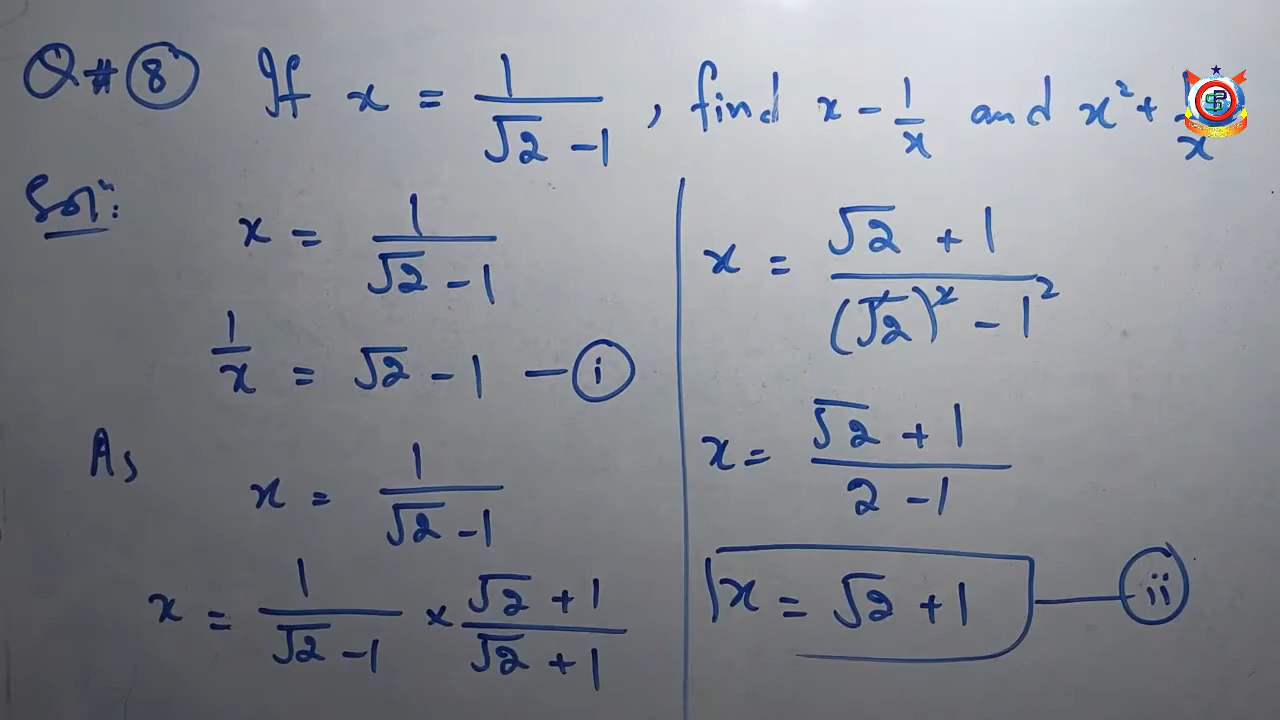 Q # 8 If x = 1/(√2 - 1), find x - 1/x and x² + 1/x
Sol:
x = 1/(√2 - 1)
1/x = √2 - 1 — (i)
As
x = 1/(√2 - 1)
x = 1/(√2 - 1) × (√2 + 1)/(√2 + 1)
x = (√2 + 1)/((√2)² - 1²)
x = (√2 + 1)/(2 - 1)
x = √2 + 1 — (ii)